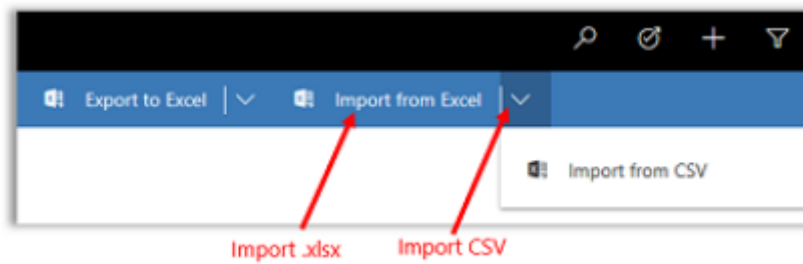 Export to Excel Import from Excel
Import from CSV
Import .xlsx Import CSV